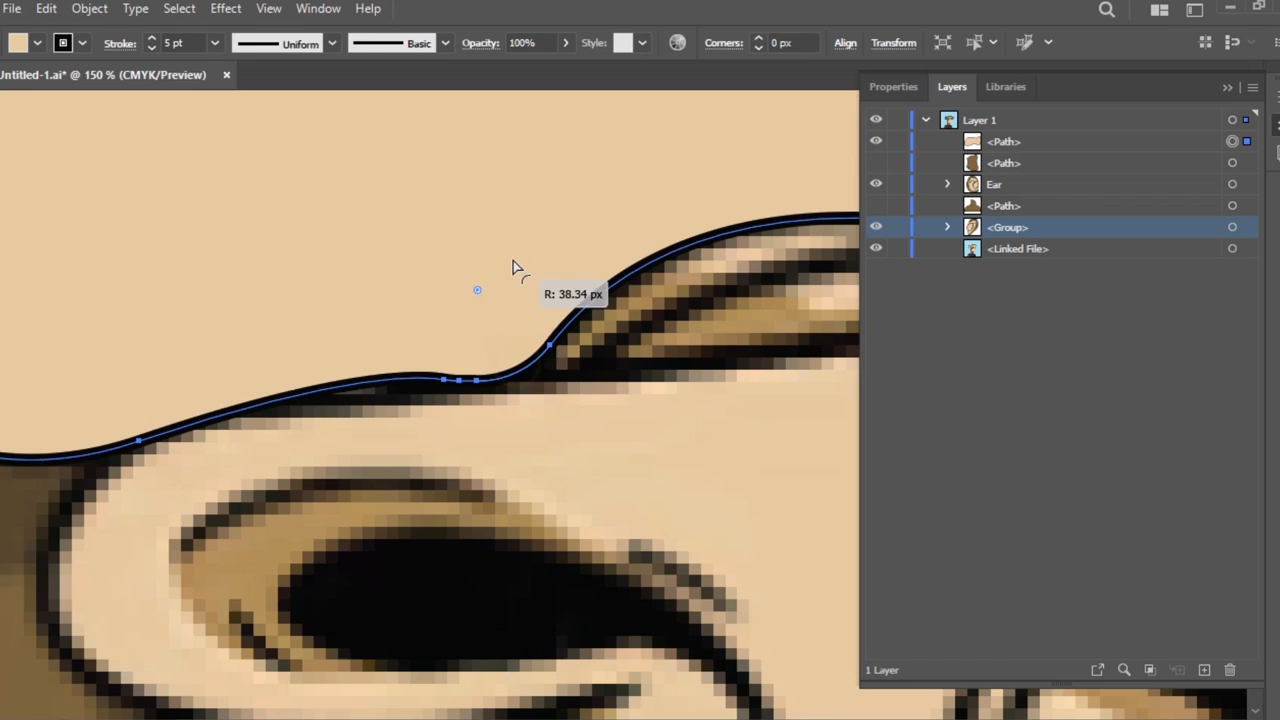 File Edit Object Type Select Effect View Window Help
Stroke: 5 pt Uniform Basic Opacity: 100% Style: Corners: 0 px Align Transform
Untitled-1.ai* @ 150 % (CMYK/Preview) ×
Properties Layers Libraries
Layer 1
<Path>
<Path>
Ear
<Path>
<Group>
<Linked File>
R: 38.34 px
1 Layer